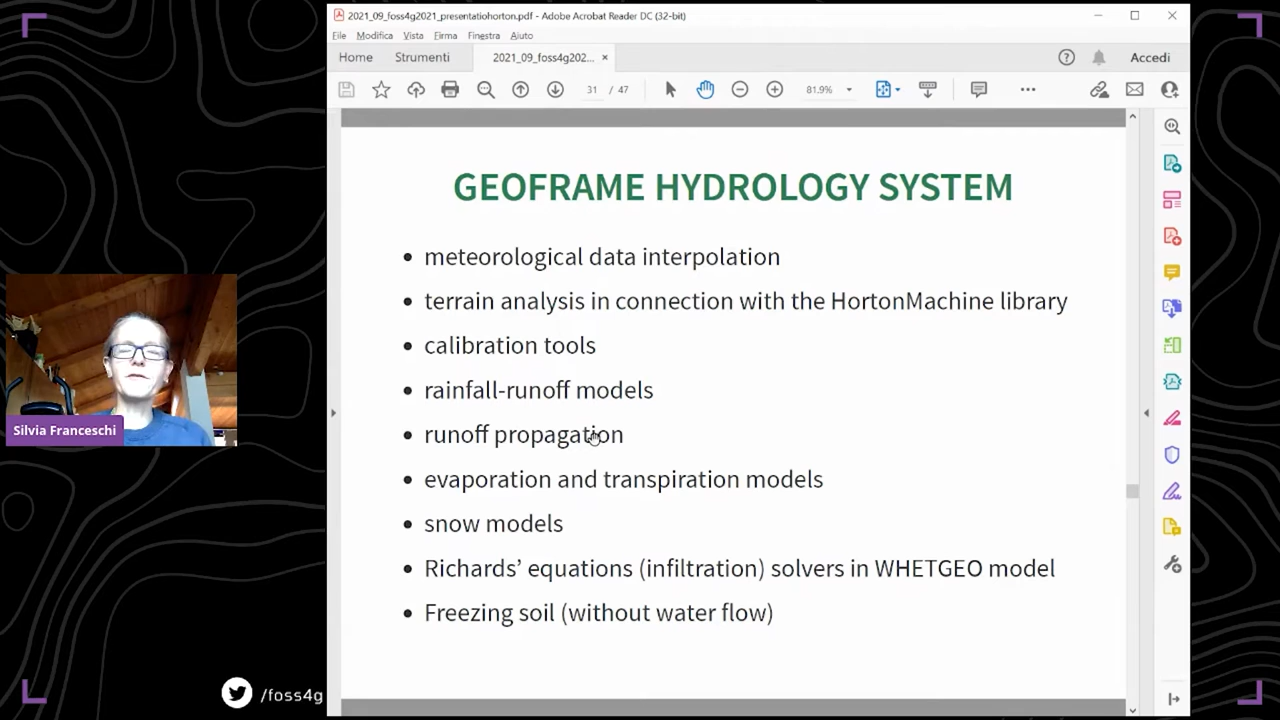 2021_09_foss4g2021_presentatiohorton.pdf - Adobe Acrobat Reader DC (32-bit)
File Modifica Vista Firma Finestra Aiuto
Home Strumenti 2021_09_foss4g202... × Accedi
31 / 47 81.9%
GEOFRAME HYDROLOGY SYSTEM
• meteorological data interpolation
• terrain analysis in connection with the HortonMachine library
• calibration tools
• rainfall-runoff models
• runoff propagation
• evaporation and transpiration models
• snow models
• Richards’ equations (infiltration) solvers in WHETGEO model
• Freezing soil (without water flow)
Silvia Franceschi
/foss4g